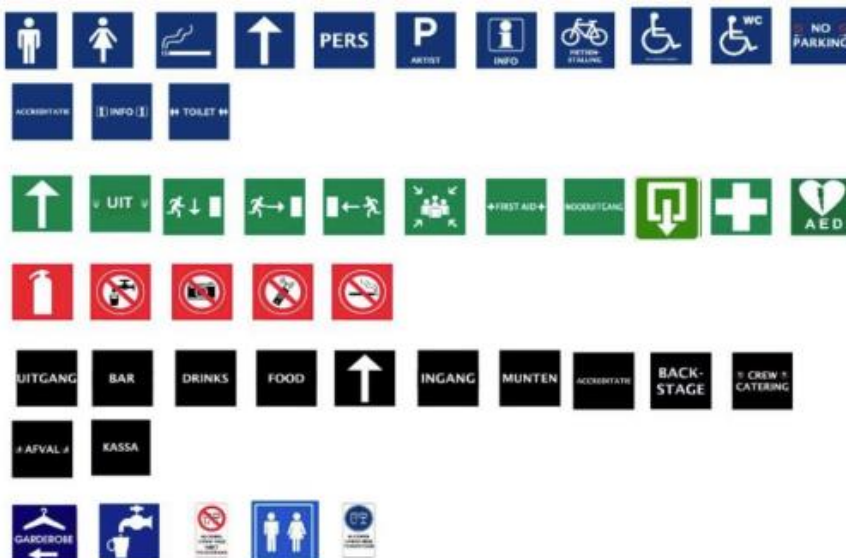 PERS
P
ARTIST
i
INFO
FIETSEN-
STALLING
WC
NO
PARKING
ACCREDITATIE
i INFO i
TOILET
UIT
+FIRST AID+
NOODUITGANG
AED
UITGANG
BAR
DRINKS
FOOD
INGANG
MUNTEN
ACCREDITATIE
BACK-
STAGE
CREW
CATERING
AFVAL
KASSA
GARDEROBE